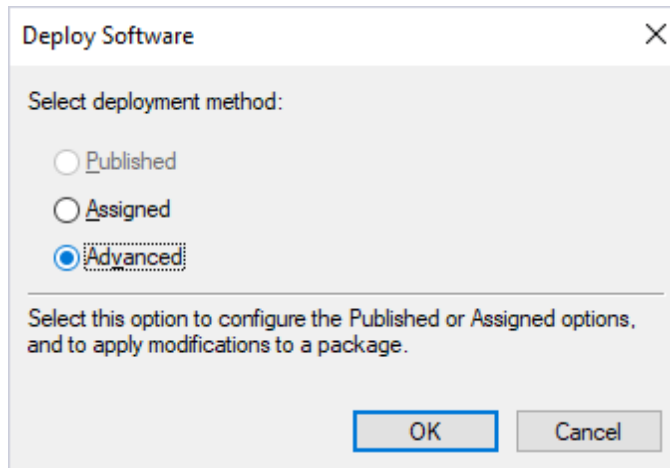 Deploy Software
Select deployment method:
Published
Assigned
Advanced
Select this option to configure the Published or Assigned options,
and to apply modifications to a package.
OK Cancel